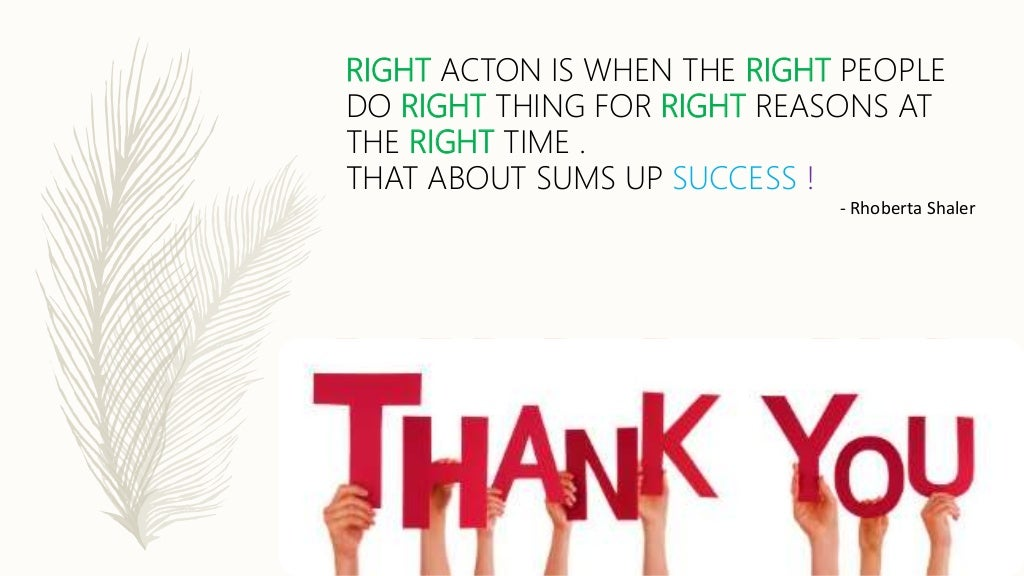 RIGHT ACTON IS WHEN THE RIGHT PEOPLE
DO RIGHT THING FOR RIGHT REASONS AT
THE RIGHT TIME .
THAT ABOUT SUMS UP SUCCESS !
- Rhoberta Shaler
THANK YOU